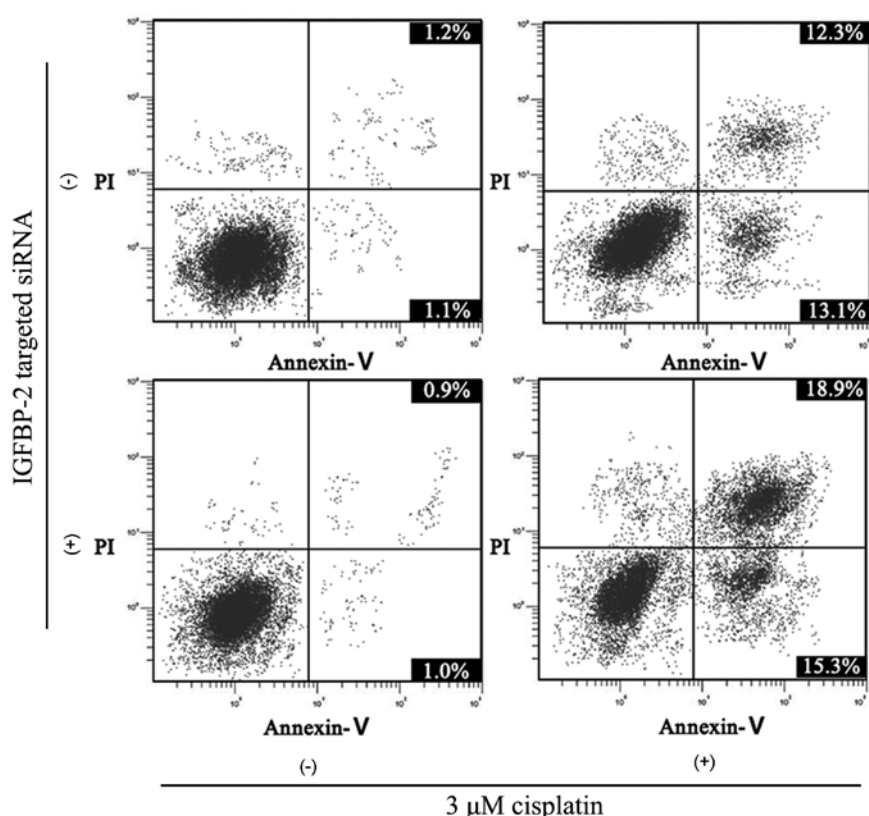 1.2%
12.3%
IGFBP-2 targeted siRNA
(-)
PI
PI
1.1%
13.1%
Annexin-V
Annexin-V
0.9%
18.9%
(+)
PI
PI
1.0%
15.3%
Annexin-V
Annexin-V
(-)
(+)
3 μM cisplatin